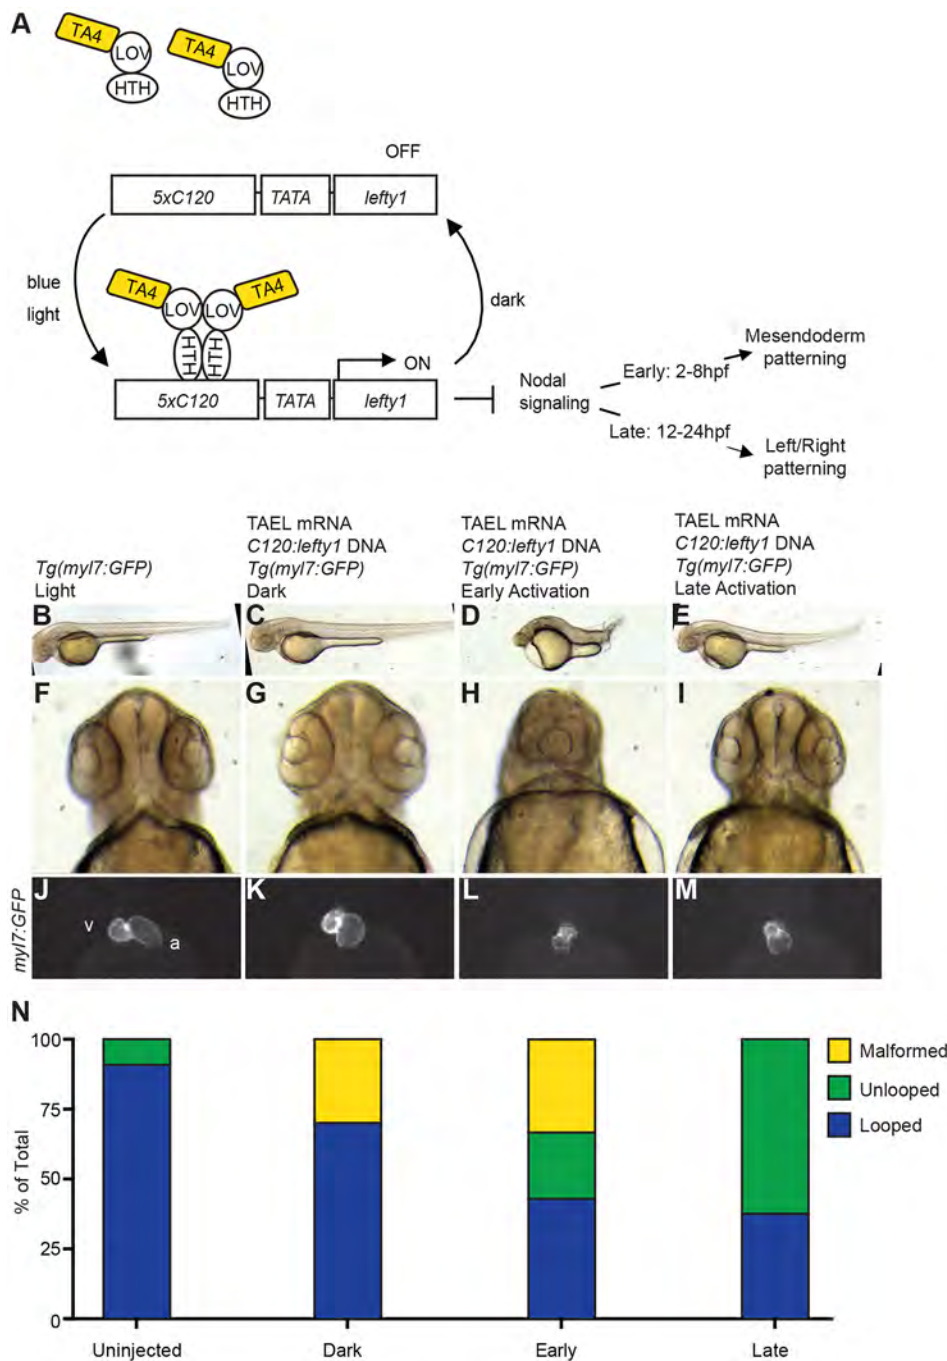 A
TA4
LOV
HTH
TA4
LOV
HTH
OFF
5xC120
TATA
lefty1
blue
light
TA4
TA4
LOV
LOV
HTH
HTH
dark
ON
5xC120
TATA
lefty1
Nodal
signaling
Early: 2-8hpf
Mesendoderm
patterning
Late: 12-24hpf
Left/Right
patterning
Tg(myl7:GFP)
Light
TAEL mRNA
C120:lefty1 DNA
Tg(myl7:GFP)
Dark
TAEL mRNA
C120:lefty1 DNA
Tg(myl7:GFP)
Early Activation
TAEL mRNA
C120:lefty1 DNA
Tg(myl7:GFP)
Late Activation
B
C
D
E
F
G
H
I
myl7:GFP
J
v
a
K
L
M
N
% of Total
100
75
50
25
0
Uninjected
Dark
Early
Late
Malformed
Unlooped
Looped